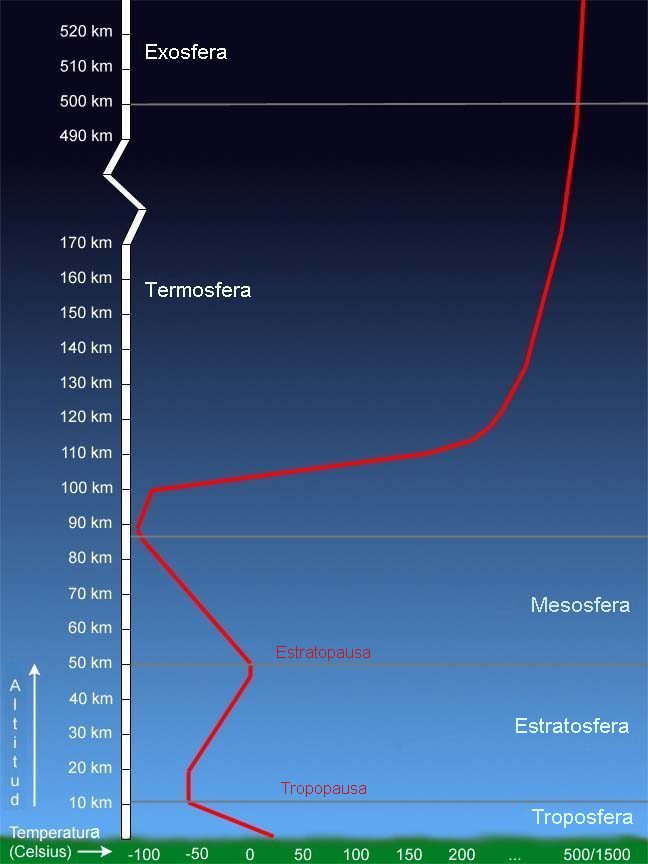 520 km
Exosfera
510 km
500 km
490 km
170 km
160 km
Termosfera
150 km
140 km
130 km
120 km
110 km
100 km
90 km
80 km
70 km
Mesosfera
60 km
Estratopausa
50 km
Altitud
40 km
Estratosfera
30 km
20 km
Tropopausa
10 km
Troposfera
Temperatura
(Celsius)
-100 -50 0 50 100 150 200 ... 500/1500